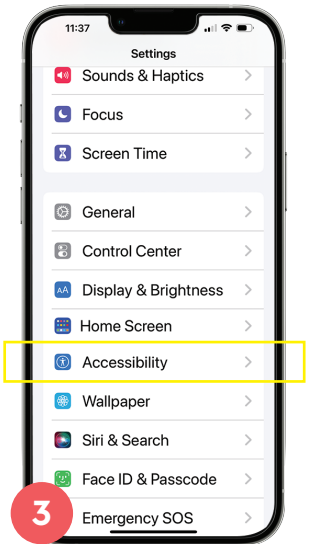 11:37
Settings
Sounds & Haptics
Focus
Screen Time
General
Control Center
AA Display & Brightness
Home Screen
Accessibility
Wallpaper
Siri & Search
Face ID & Passcode
3
Emergency SOS